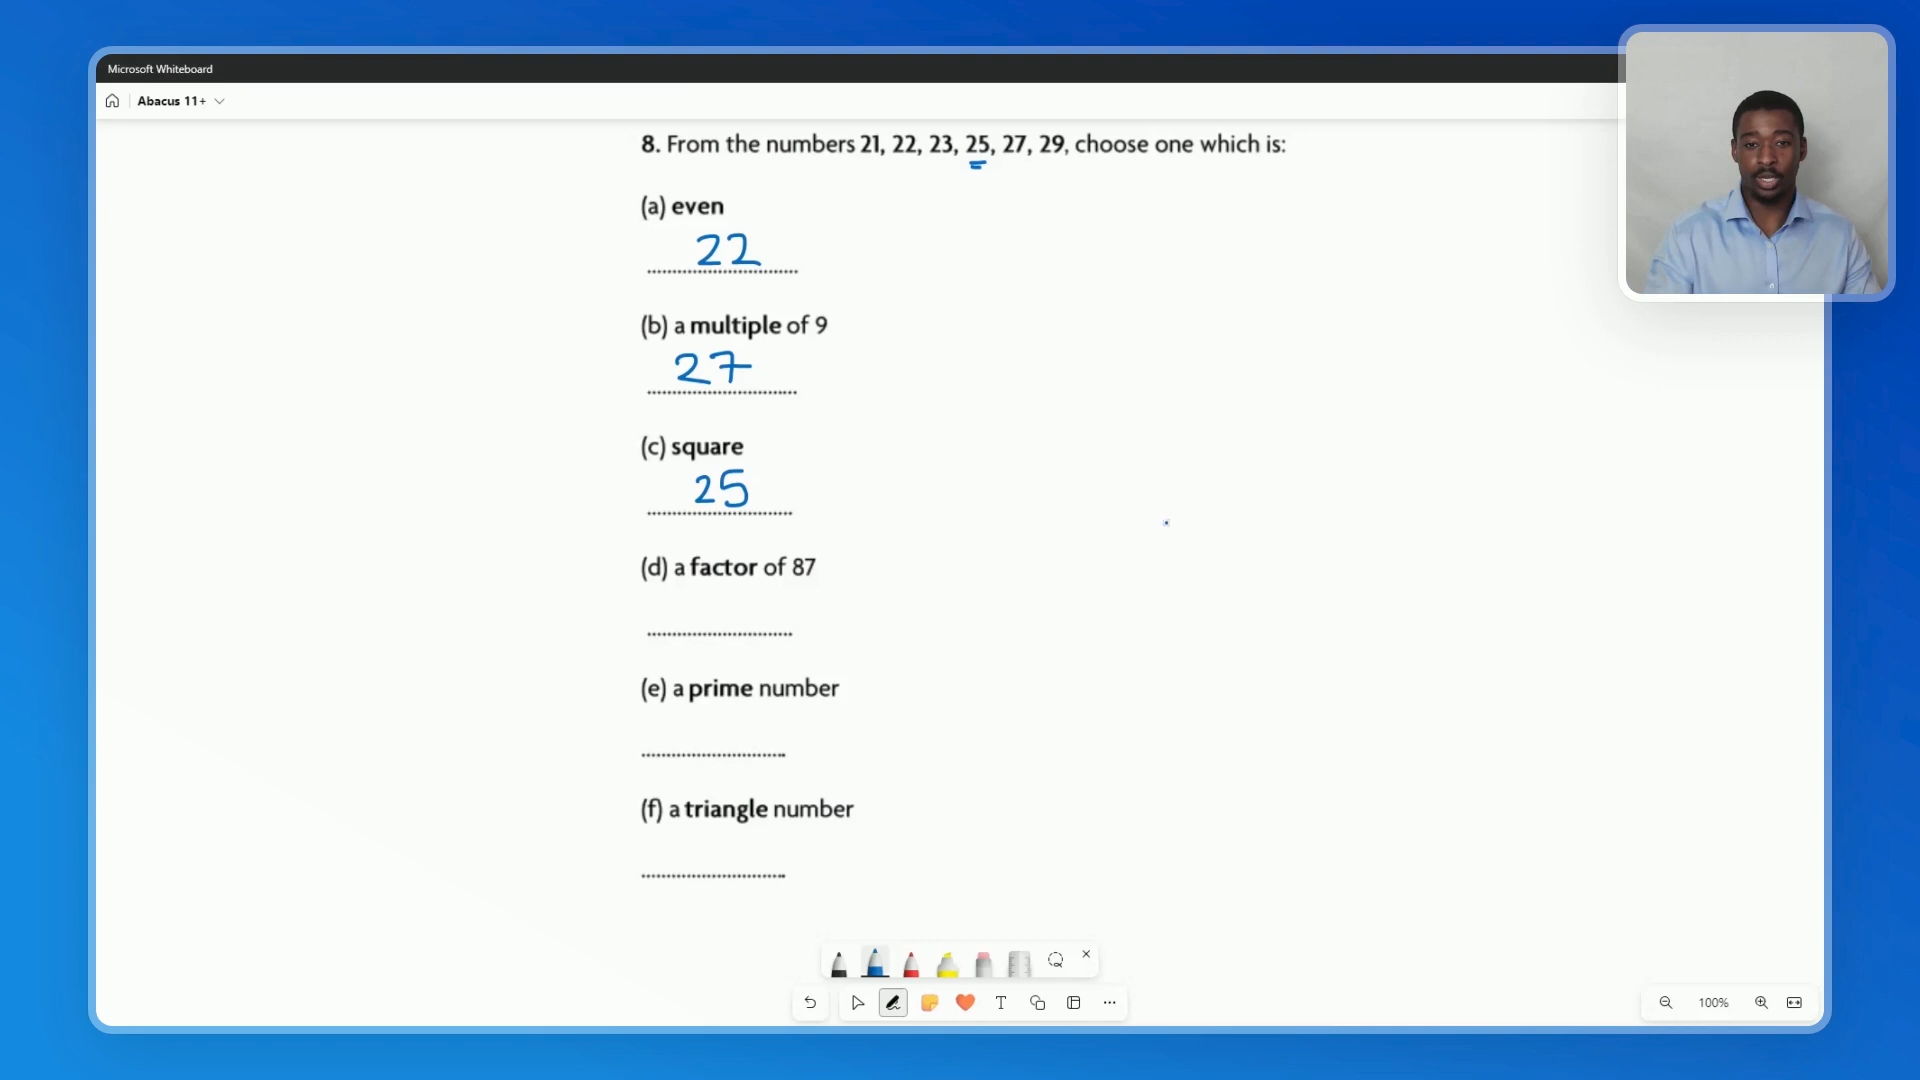 Microsoft Whiteboard
Abacus 11+
8. From the numbers 21, 22, 23, 25, 27, 29, choose one which is:
(a) even
22
(b) a multiple of 9
27
(c) square
25
(d) a factor of 87
(e) a prime number
(f) a triangle number
100%